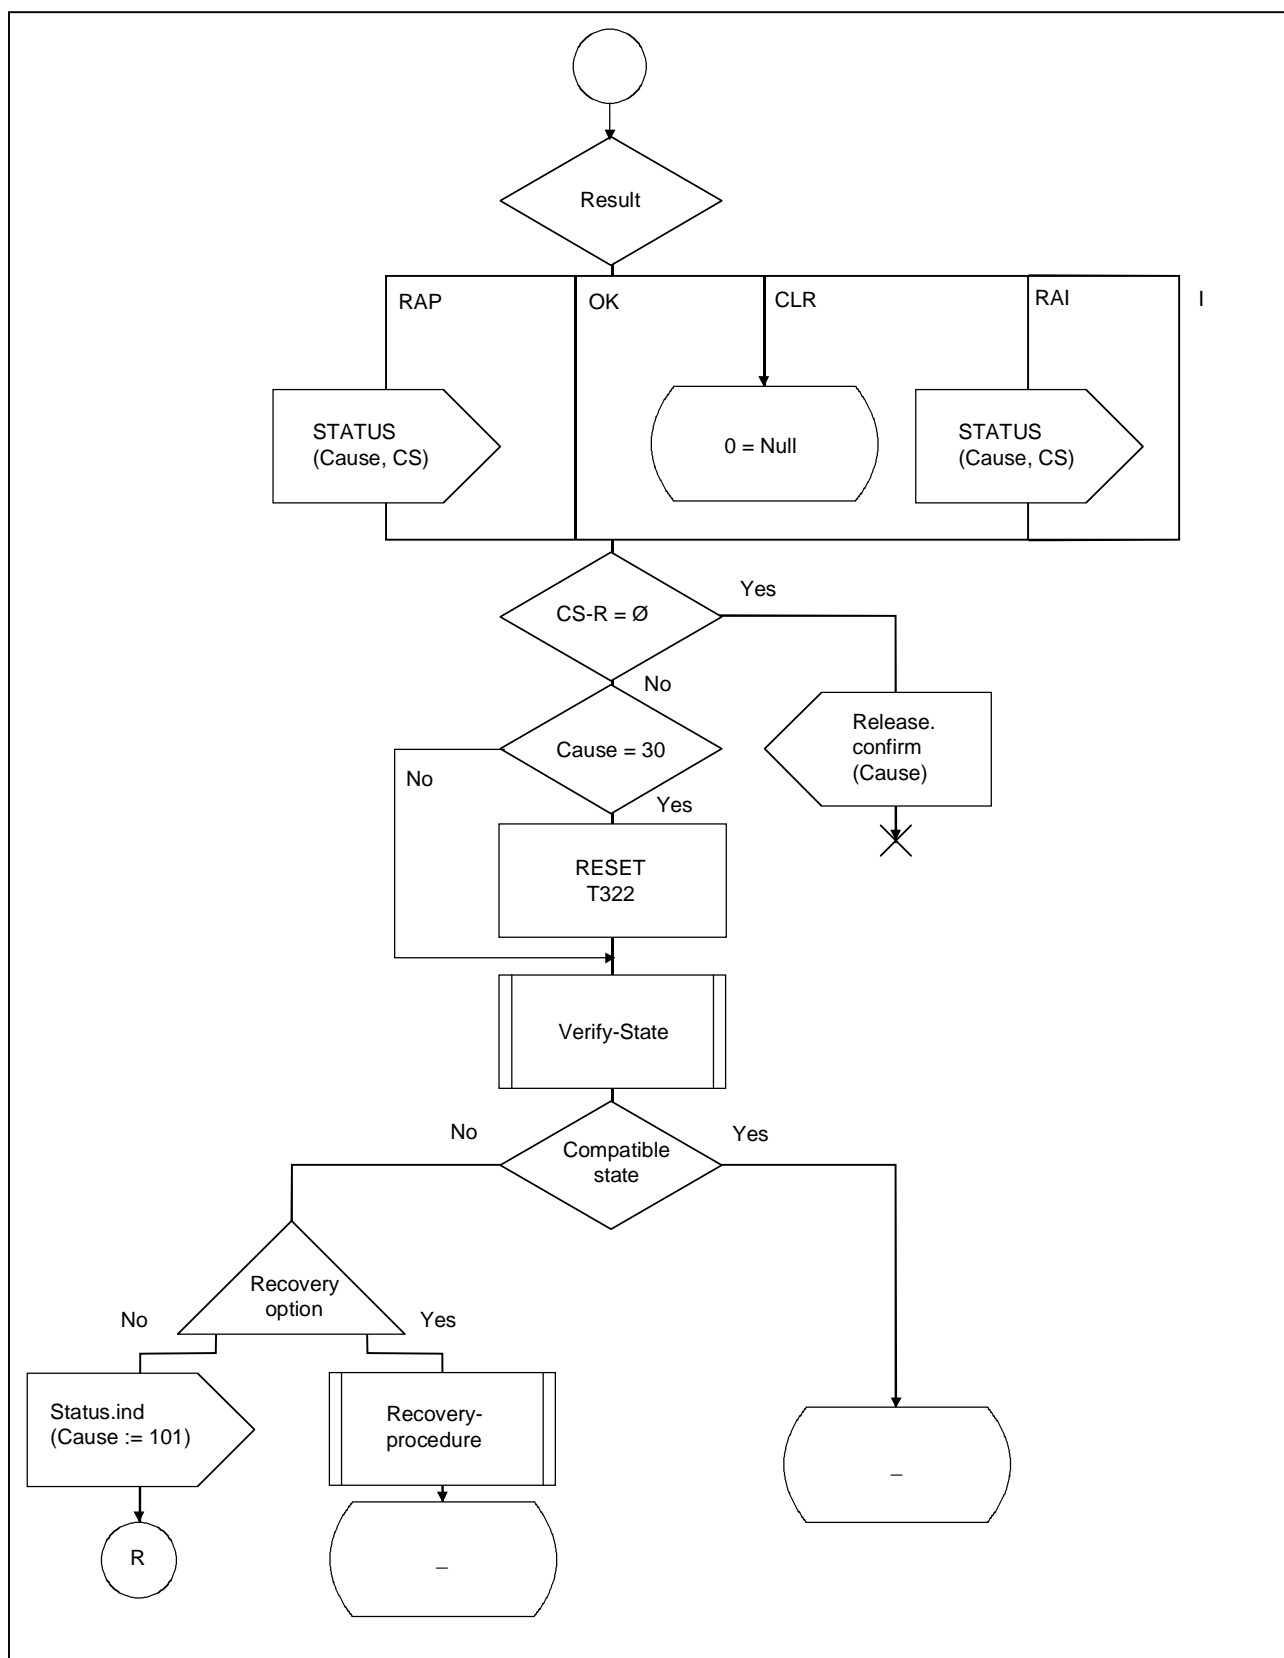 Result
RAP
OK
CLR
RAI
I
STATUS
(Cause, CS)
0 = Null
STATUS
(Cause, CS)
CS-R = Ø
Yes
No
Cause = 30
No
Yes
Release.
confirm
(Cause)
RESET
T322
Verify-State
No
Compatible
state
Yes
Recovery
option
No
Yes
Status.ind
(Cause := 101)
Recovery-
procedure
–
R
–